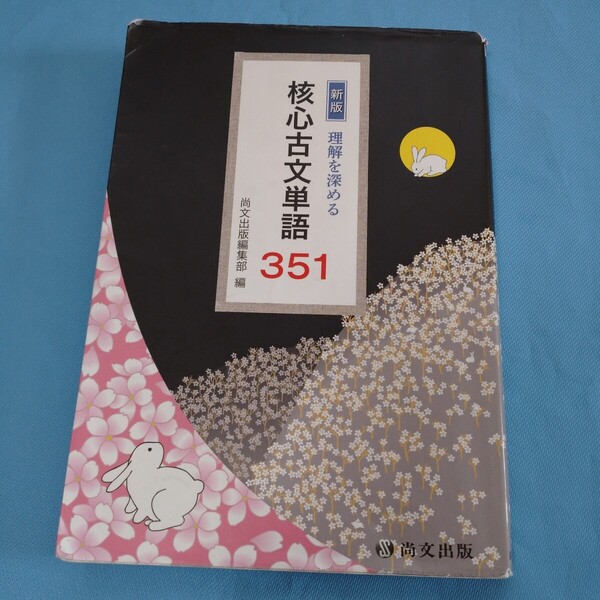 新版
理解を深める
核心古文単語
351
尚文出版編集部 編
尚文出版